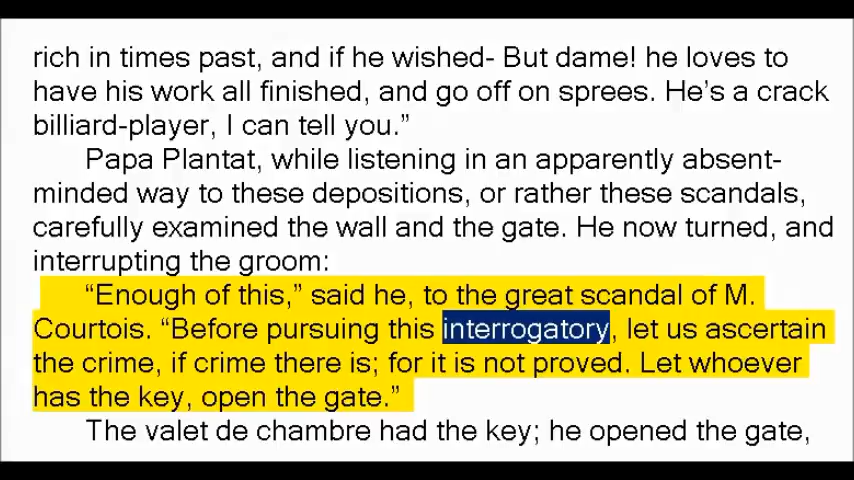 rich in times past, and if he wished- But dame! he loves to
have his work all finished, and go off on sprees. He’s a crack
billiard-player, I can tell you.”
Papa Plantat, while listening in an apparently absent-
minded way to these depositions, or rather these scandals,
carefully examined the wall and the gate. He now turned, and
interrupting the groom:
“Enough of this,” said he, to the great scandal of M.
Courtois. “Before pursuing this interrogatory, let us ascertain
the crime, if crime there is; for it is not proved. Let whoever
has the key, open the gate.”
The valet de chambre had the key; he opened the gate,